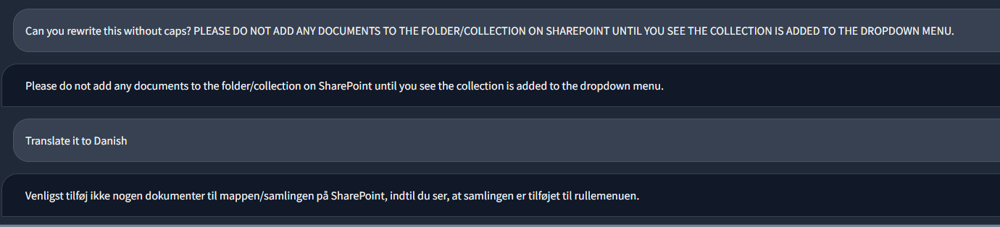 Can you rewrite this without caps? PLEASE DO NOT ADD ANY DOCUMENTS TO THE FOLDER/COLLECTION ON SHAREPOINT UNTIL YOU SEE THE COLLECTION IS ADDED TO THE DROPDOWN MENU.
Please do not add any documents to the folder/collection on SharePoint until you see the collection is added to the dropdown menu.
Translate it to Danish
Venligst tilføj ikke nogen dokumenter til mappen/samlingen på SharePoint, indtil du ser, at samlingen er tilføjet til rullemenuen.